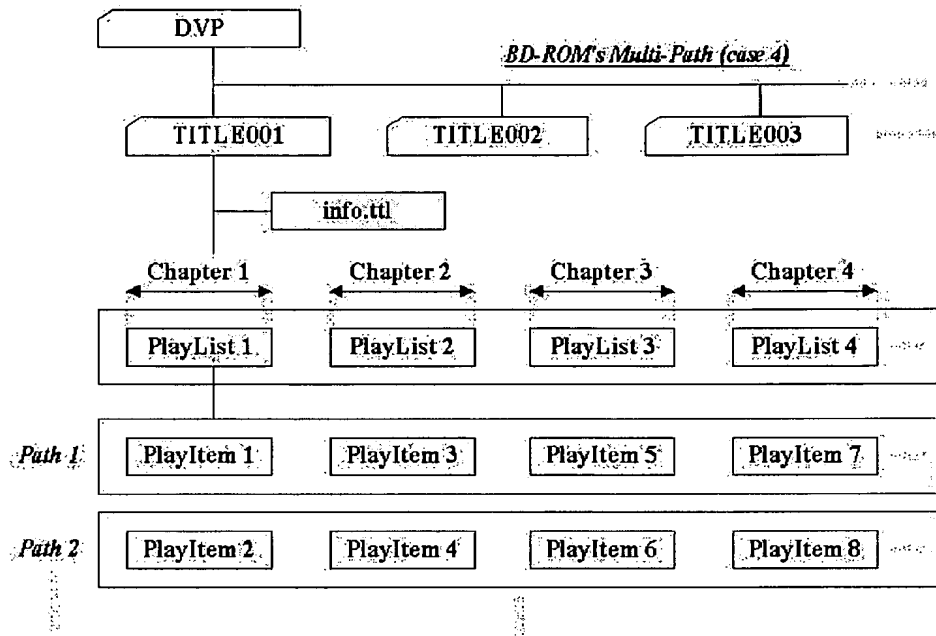 DVP
BD-ROM's Multi-Path (case 4)
TITLE001 TITLE002 TITLE003
info.ttl
Chapter 1 Chapter 2 Chapter 3 Chapter 4
PlayList 1 PlayList 2 PlayList 3 PlayList 4
Path 1 PlayItem 1 PlayItem 3 PlayItem 5 PlayItem 7
Path 2 PlayItem 2 PlayItem 4 PlayItem 6 PlayItem 8